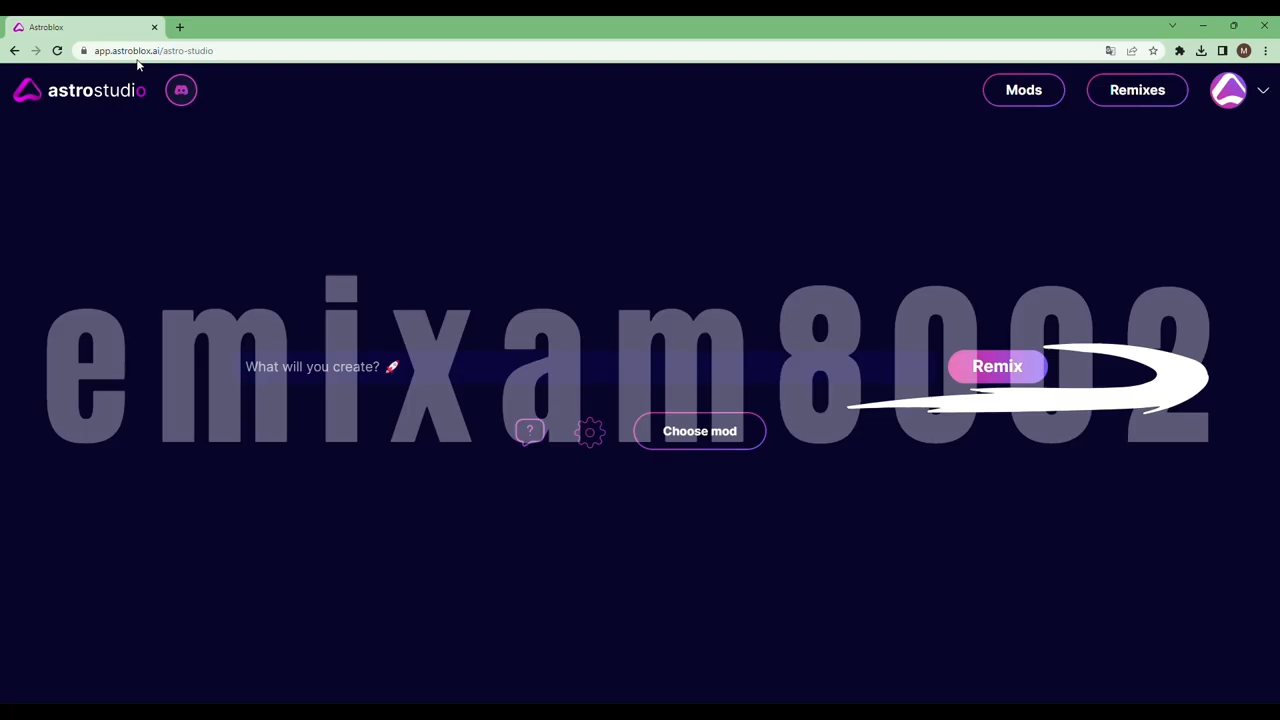 Astroblox
app.astroblox.ai/astro-studio
M
astrostudio
Mods
Remixes
emixam8002
What will you create? 🚀
Remix
?
Choose mod